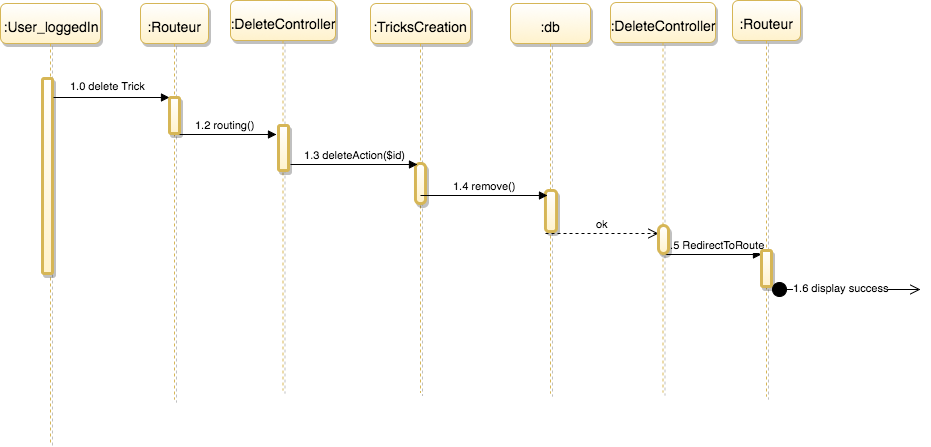 :User_loggedIn
:Routeur
:DeleteController
:TricksCreation
:db
:DeleteController
:Routeur
1.0 delete Trick
1.2 routing()
1.3 deleteAction($id)
1.4 remove()
ok
.5 RedirectToRoute
1.6 display success